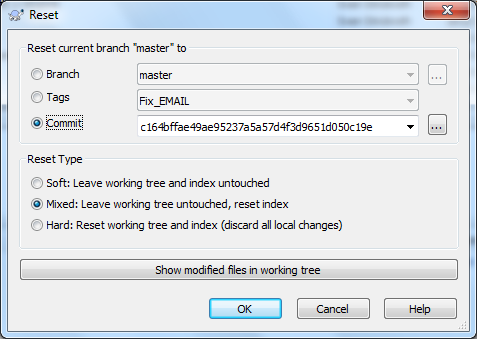 Reset
Reset current branch "master" to
Branch
master
...
Tags
Fix_EMAIL
Commit
c164bffae49ae95237a5a57d4f3d9651d050c19e
...
Reset Type
Soft: Leave working tree and index untouched
Mixed: Leave working tree untouched, reset index
Hard: Reset working tree and index (discard all local changes)
Show modified files in working tree
OK
Cancel
Help